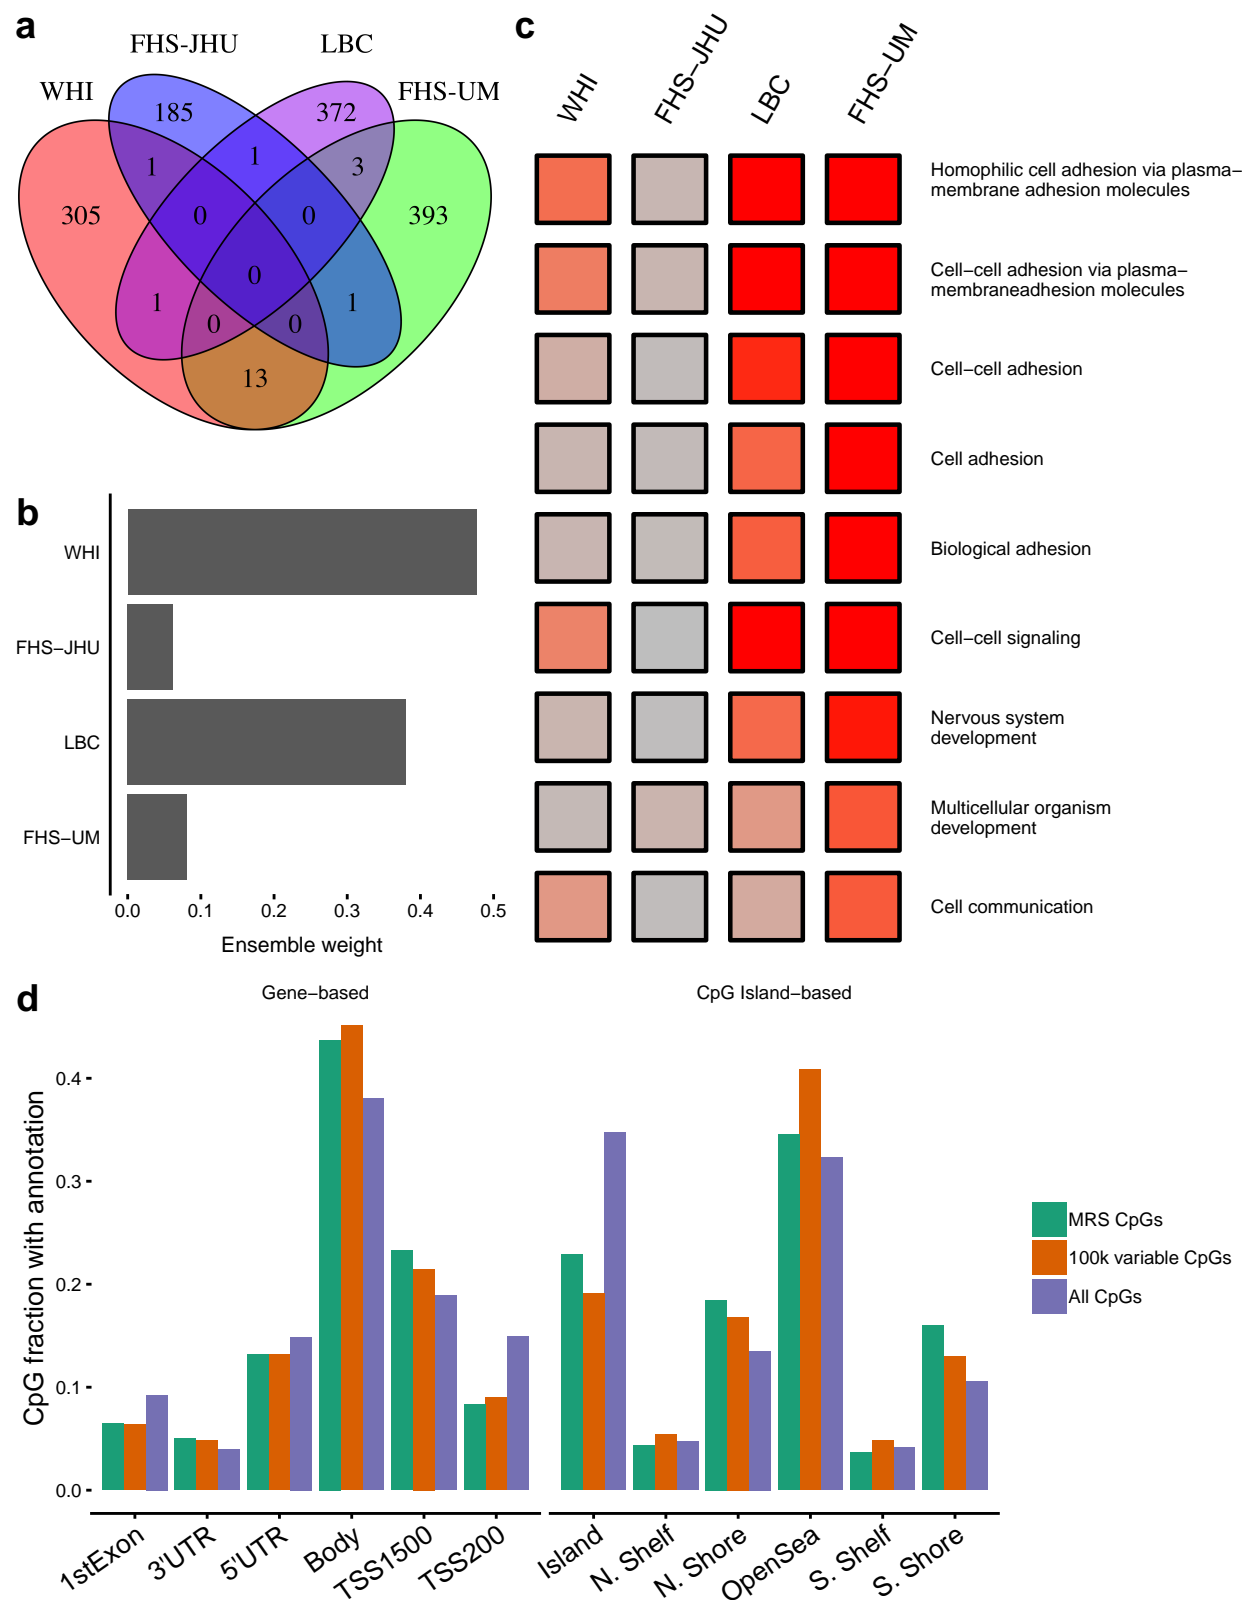 a
FHS-JHU
LBC
WHI
FHS-UM
185
372
1
1
3
305
0
0
393
0
1
1
0
0
13
b
WHI
FHS−JHU
LBC
FHS−UM
0.0
0.1
0.2
0.3
0.4
0.5
Ensemble weight
c
WHI
FHS−JHU
LBC
FHS−UM
Homophilic cell adhesion via plasma−
membrane adhesion molecules
Cell−cell adhesion via plasma−
membraneadhesion molecules
Cell−cell adhesion
Cell adhesion
Biological adhesion
Cell−cell signaling
Nervous system
development
Multicellular organism
development
Cell communication
d
Gene−based
CpG Island−based
CpG fraction with annotation
0.4
0.3
0.2
0.1
0.0
1stExon
3'UTR
5'UTR
Body
TSS1500
TSS200
Island
N. Shelf
N. Shore
OpenSea
S. Shelf
S. Shore
MRS CpGs
100k variable CpGs
All CpGs